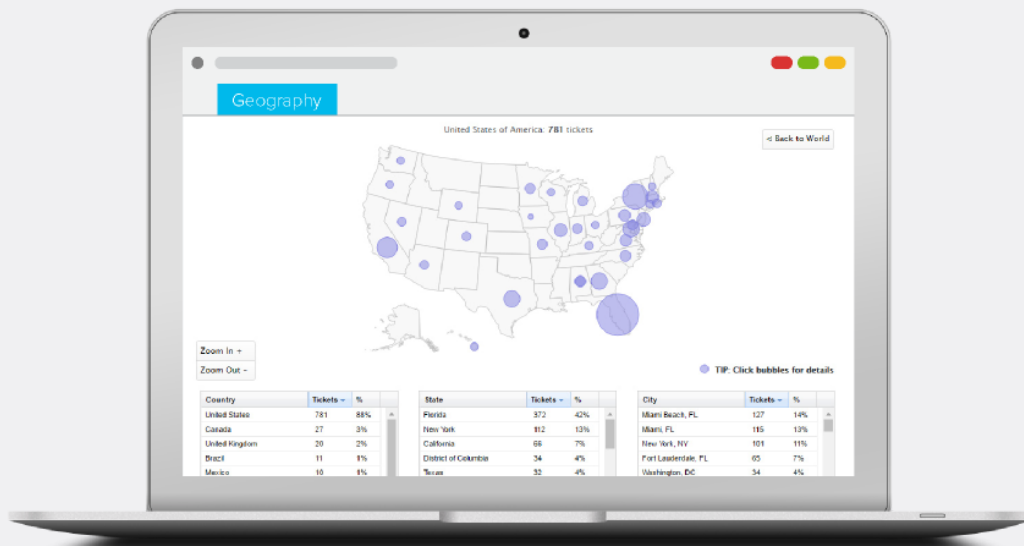 Geography
United States of America: 781 tickets
< Back to World
Zoom In +
Zoom Out -
TIP: Click bubbles for details
Country Tickets %
United States 781 88%
Canada 27 3%
United Kingdom 20 2%
Brazil 11 1%
Mexico 10 1%
State Tickets %
Florida 372 42%
New York 112 13%
California 66 7%
District of Columbia 34 4%
Texas 32 4%
City Tickets %
Miami Beach, FL 127 14%
Miami, FL 115 13%
New York, NY 101 11%
Fort Lauderdale, FL 65 7%
Washington, DC 34 4%